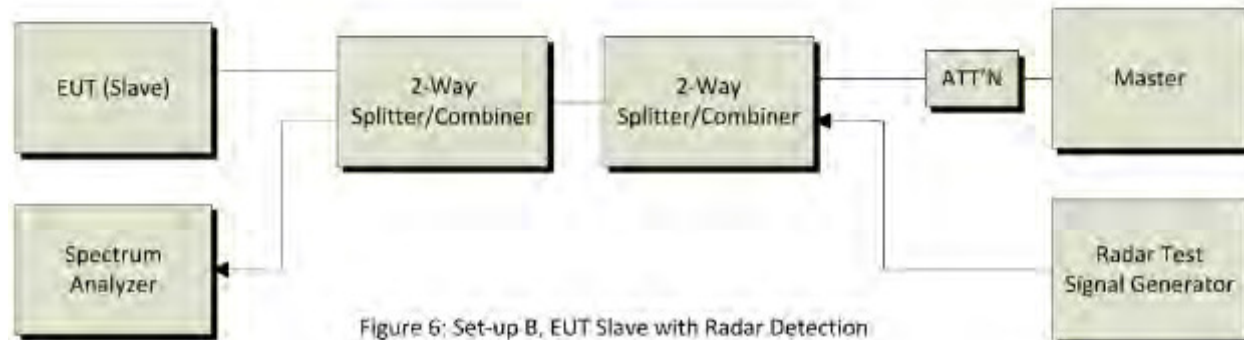 EUT (Slave)
2-Way
Splitter/Combiner
2-Way
Splitter/Combiner
ATT'N
Master
Spectrum
Analyzer
Radar Test
Signal Generator
Figure 6: Set-up B, EUT Slave with Radar Detection